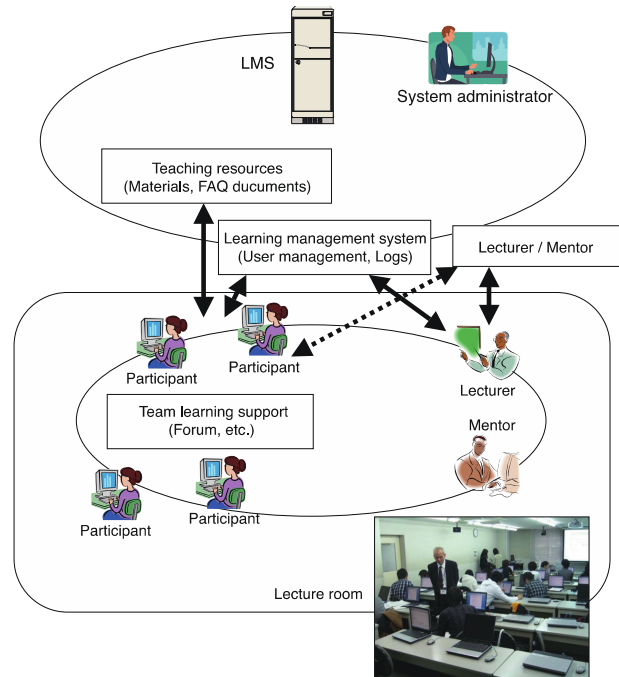 LMS
System administrator
Teaching resources
(Materials, FAQ ducuments)
Learning management system
(User management, Logs)
Lecturer / Mentor
Participant
Participant
Lecturer
Team learning support
(Forum, etc.)
Mentor
Participant
Participant
Lecture room